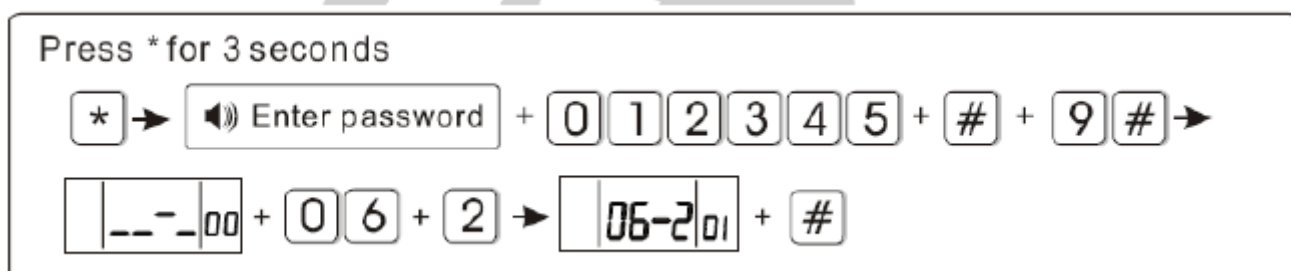 Press * for 3 seconds
* → Enter password + 0 1 2 3 4 5 + # + 9 # →
_ _ - _ 00 + 0 6 + 2 → 06-2 01 + #